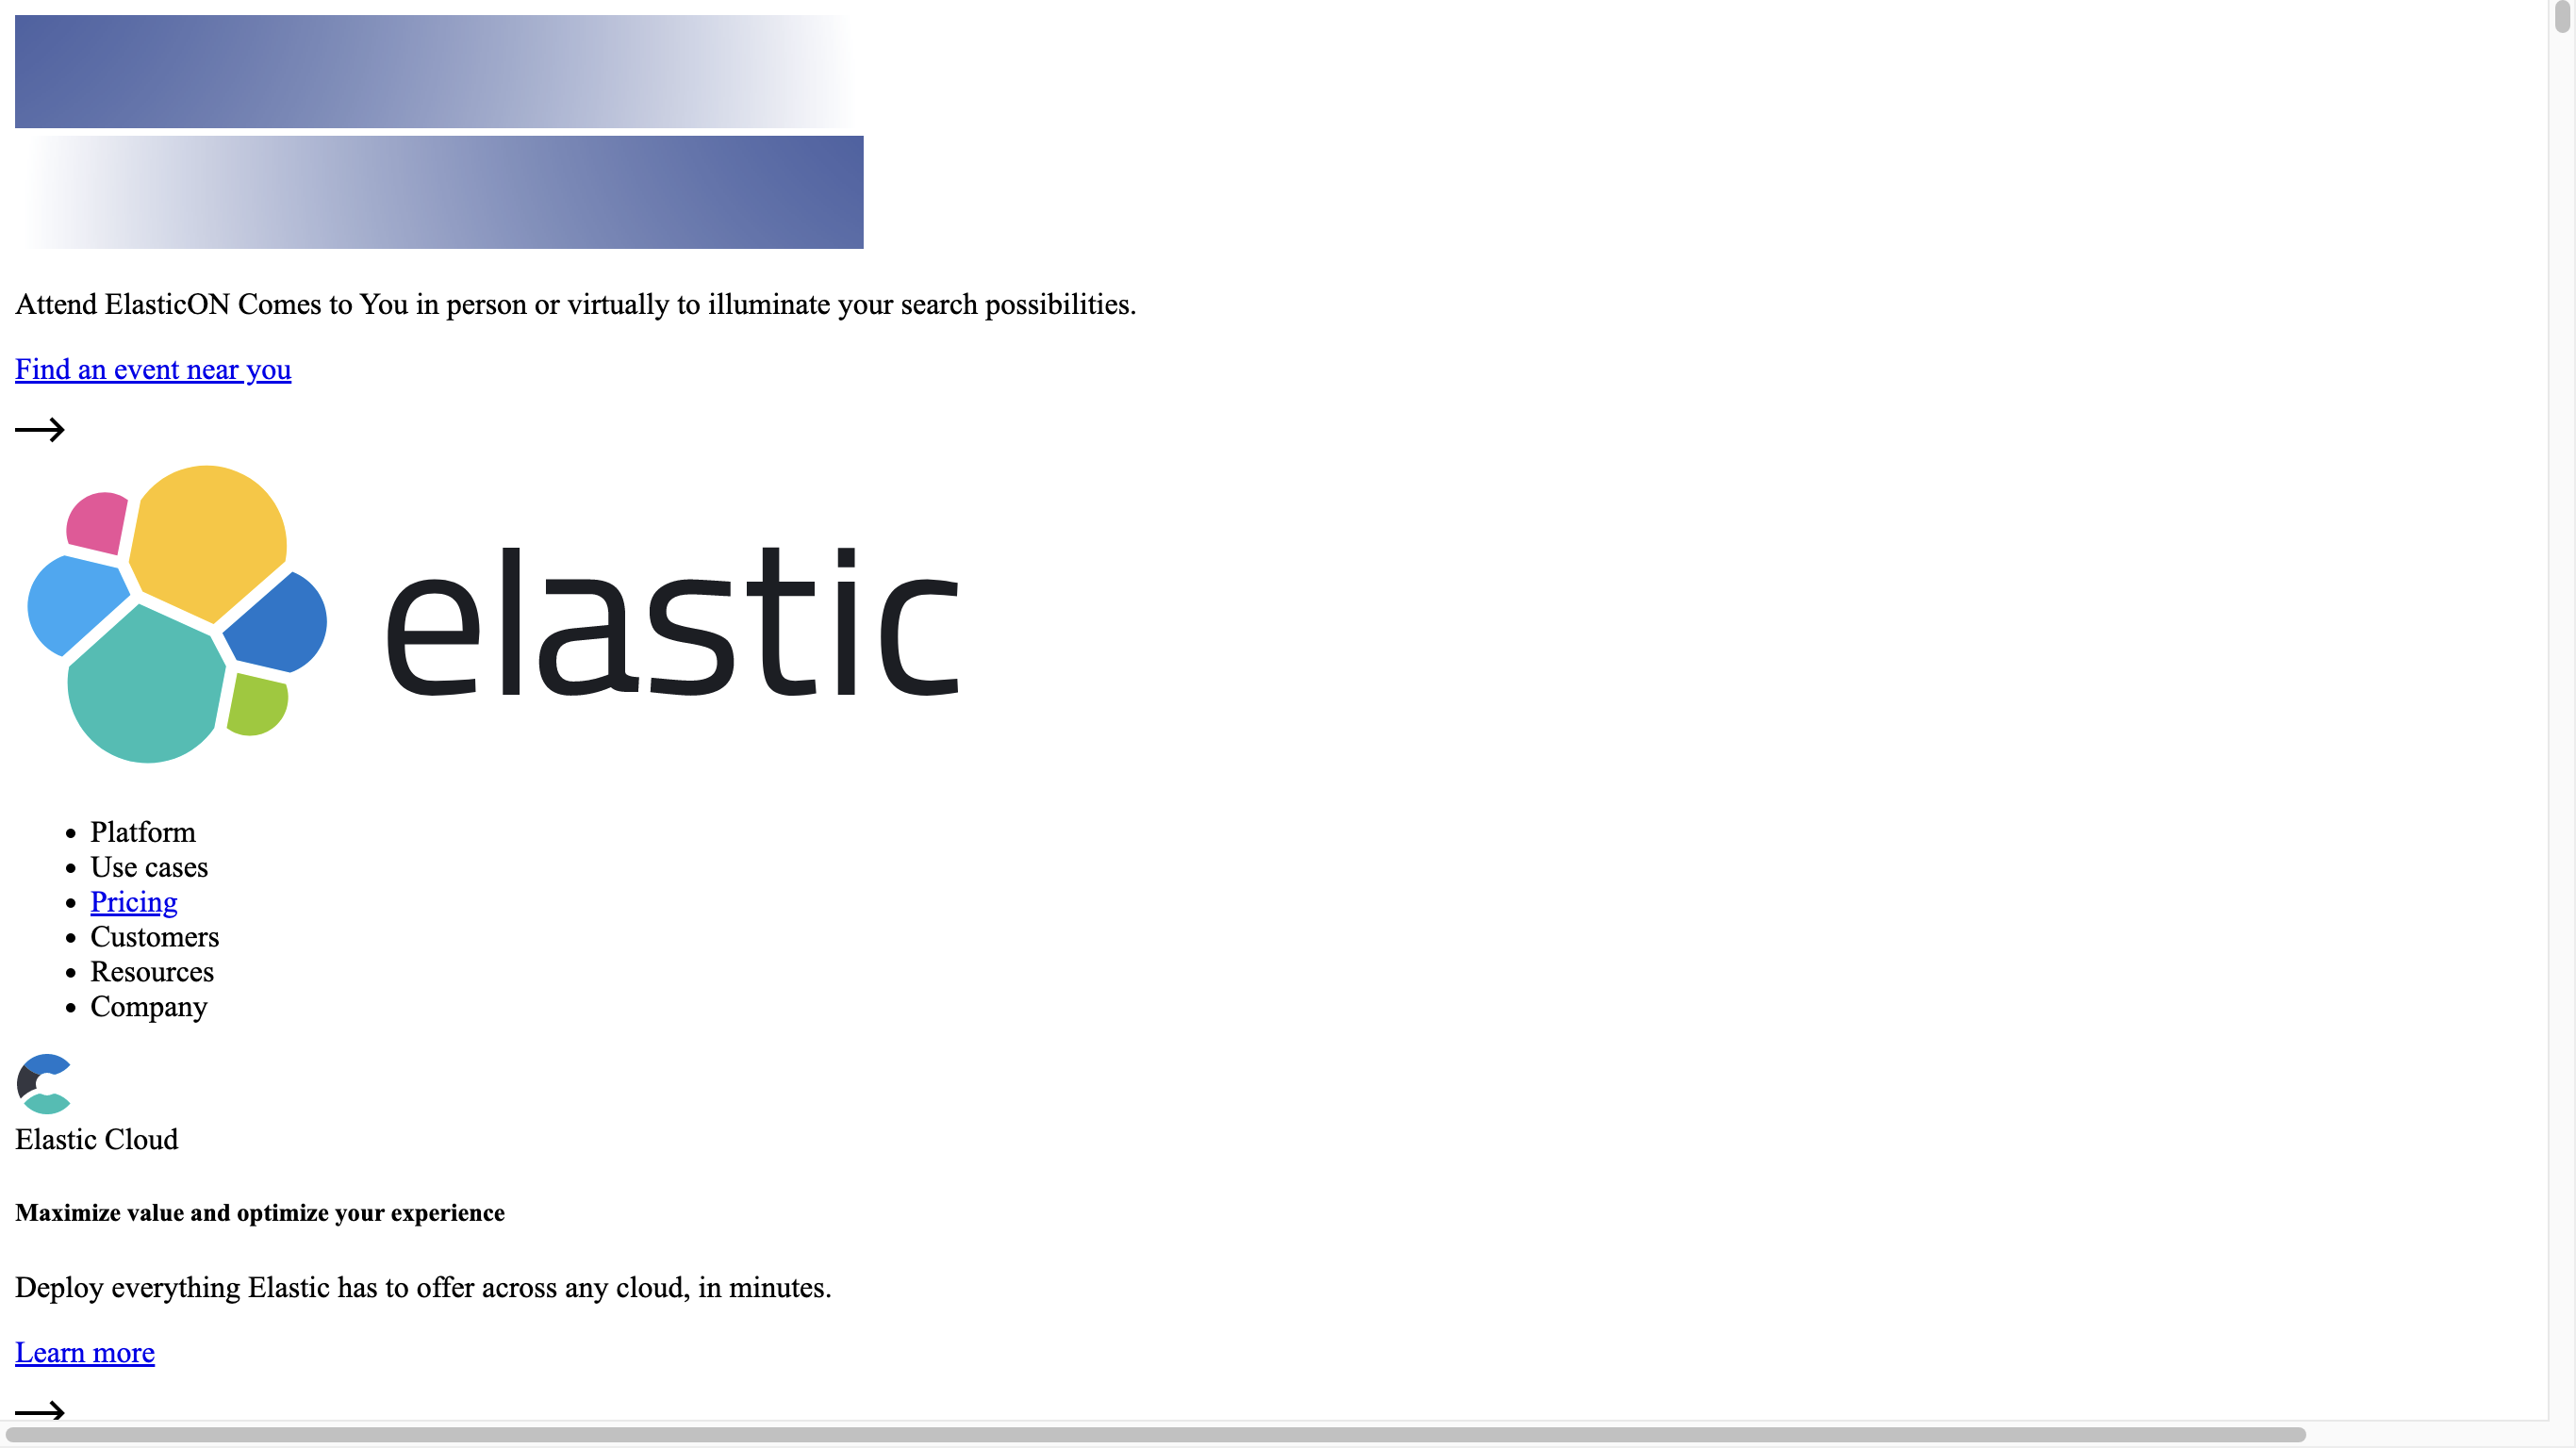 Attend ElasticON Comes to You in person or virtually to illuminate your search possibilities.
Find an event near you
elastic
Platform
Use cases
Pricing
Customers
Resources
Company
Elastic Cloud
Maximize value and optimize your experience
Deploy everything Elastic has to offer across any cloud, in minutes.
Learn more